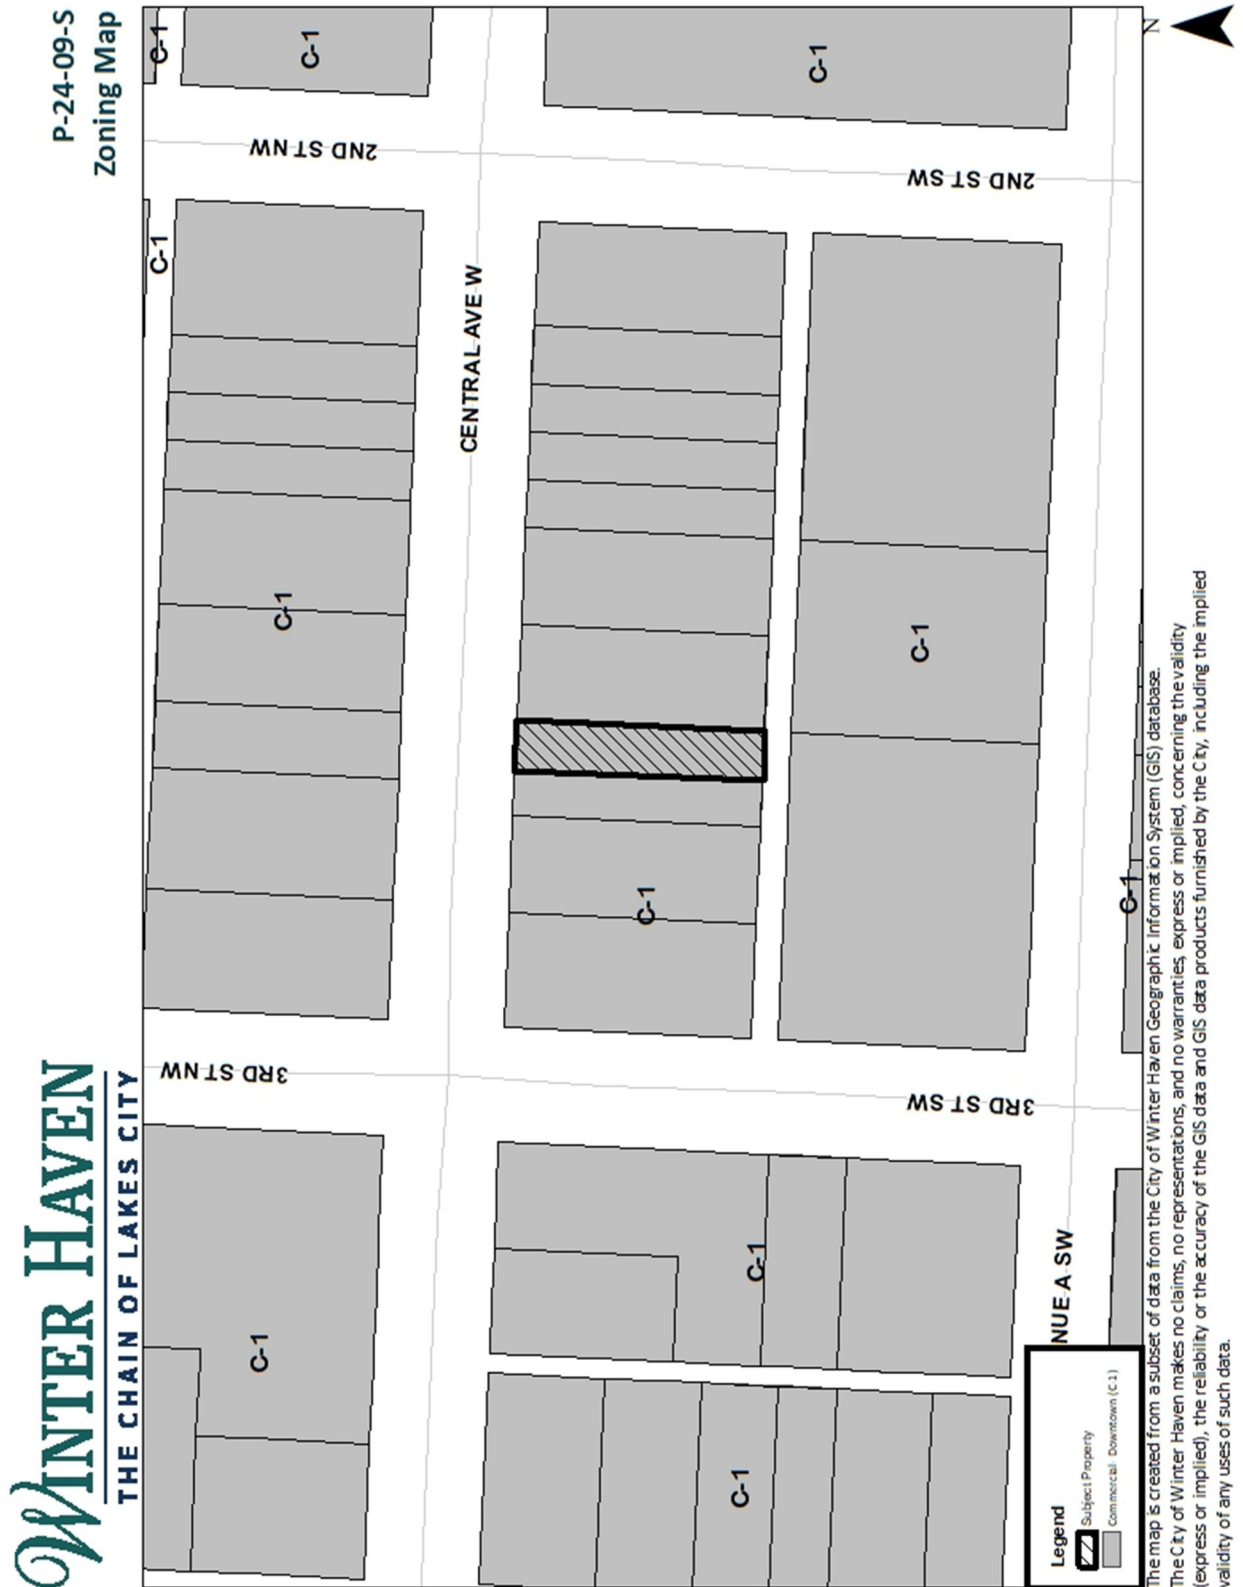 WINTER HAVEN
THE CHAIN OF LAKES CITY
P-24-09-S
Zoning Map
C-1
C-1
C-1
C-1
2ND ST NW
2ND ST SW
CENTRAL AVE W
C-1
C-1
C-1
C-1
3RD ST NW
3RD ST SW
C-1
C-1
C-1
NUE A SW
Legend
Subject Property
Commercial- Downtown (C-1)
N
The map is created from a subset of data from the City of Winter Haven Geographic Information System (GIS) database.
The City of Winter Haven makes no claims, no representations, and no warranties, express or implied, concerning the validity
(express or implied), the reliability or the accuracy of the GIS data and GIS data products furnished by the City, including the implied
validity of any uses of such data.